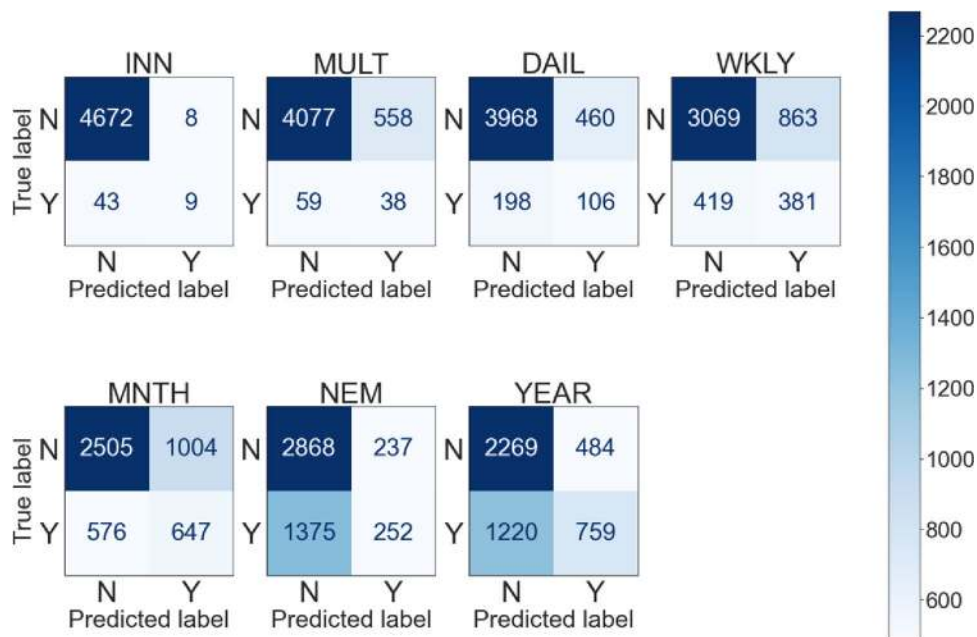 INN MULT DAIL WKLY
True label
N 4672 8 N 4077 558 N 3968 460 N 3069 863
Y 43 9 Y 59 38 Y 198 106 Y 419 381
N Y N Y N Y N Y
Predicted label Predicted label Predicted label Predicted label
MNTH NEM YEAR
True label
N 2505 1004 N 2868 237 N 2269 484
Y 576 647 Y 1375 252 Y 1220 759
N Y N Y N Y
Predicted label Predicted label Predicted label
2200
2000
1800
1600
1400
1200
1000
800
600